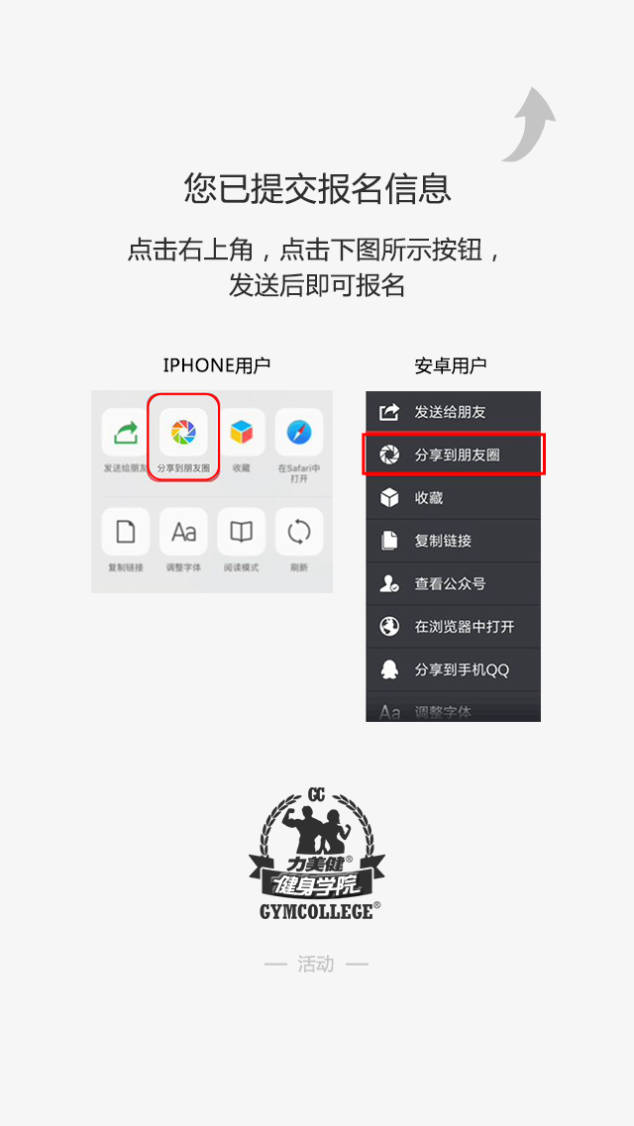 您已提交报名信息
点击右上角，点击下图所示按钮，
发送后即可报名
IPHONE用户
安卓用户
发送给朋友
分享到朋友圈
收藏
在Safari中
打开
复制链接
Aa
调整字体
阅读模式
刷新
发送给朋友
分享到朋友圈
收藏
复制链接
查看公众号
在浏览器中打开
分享到手机QQ
Aa 调整字体
GC
力美健®
健身学院
GYMCOLLEGE®
活动